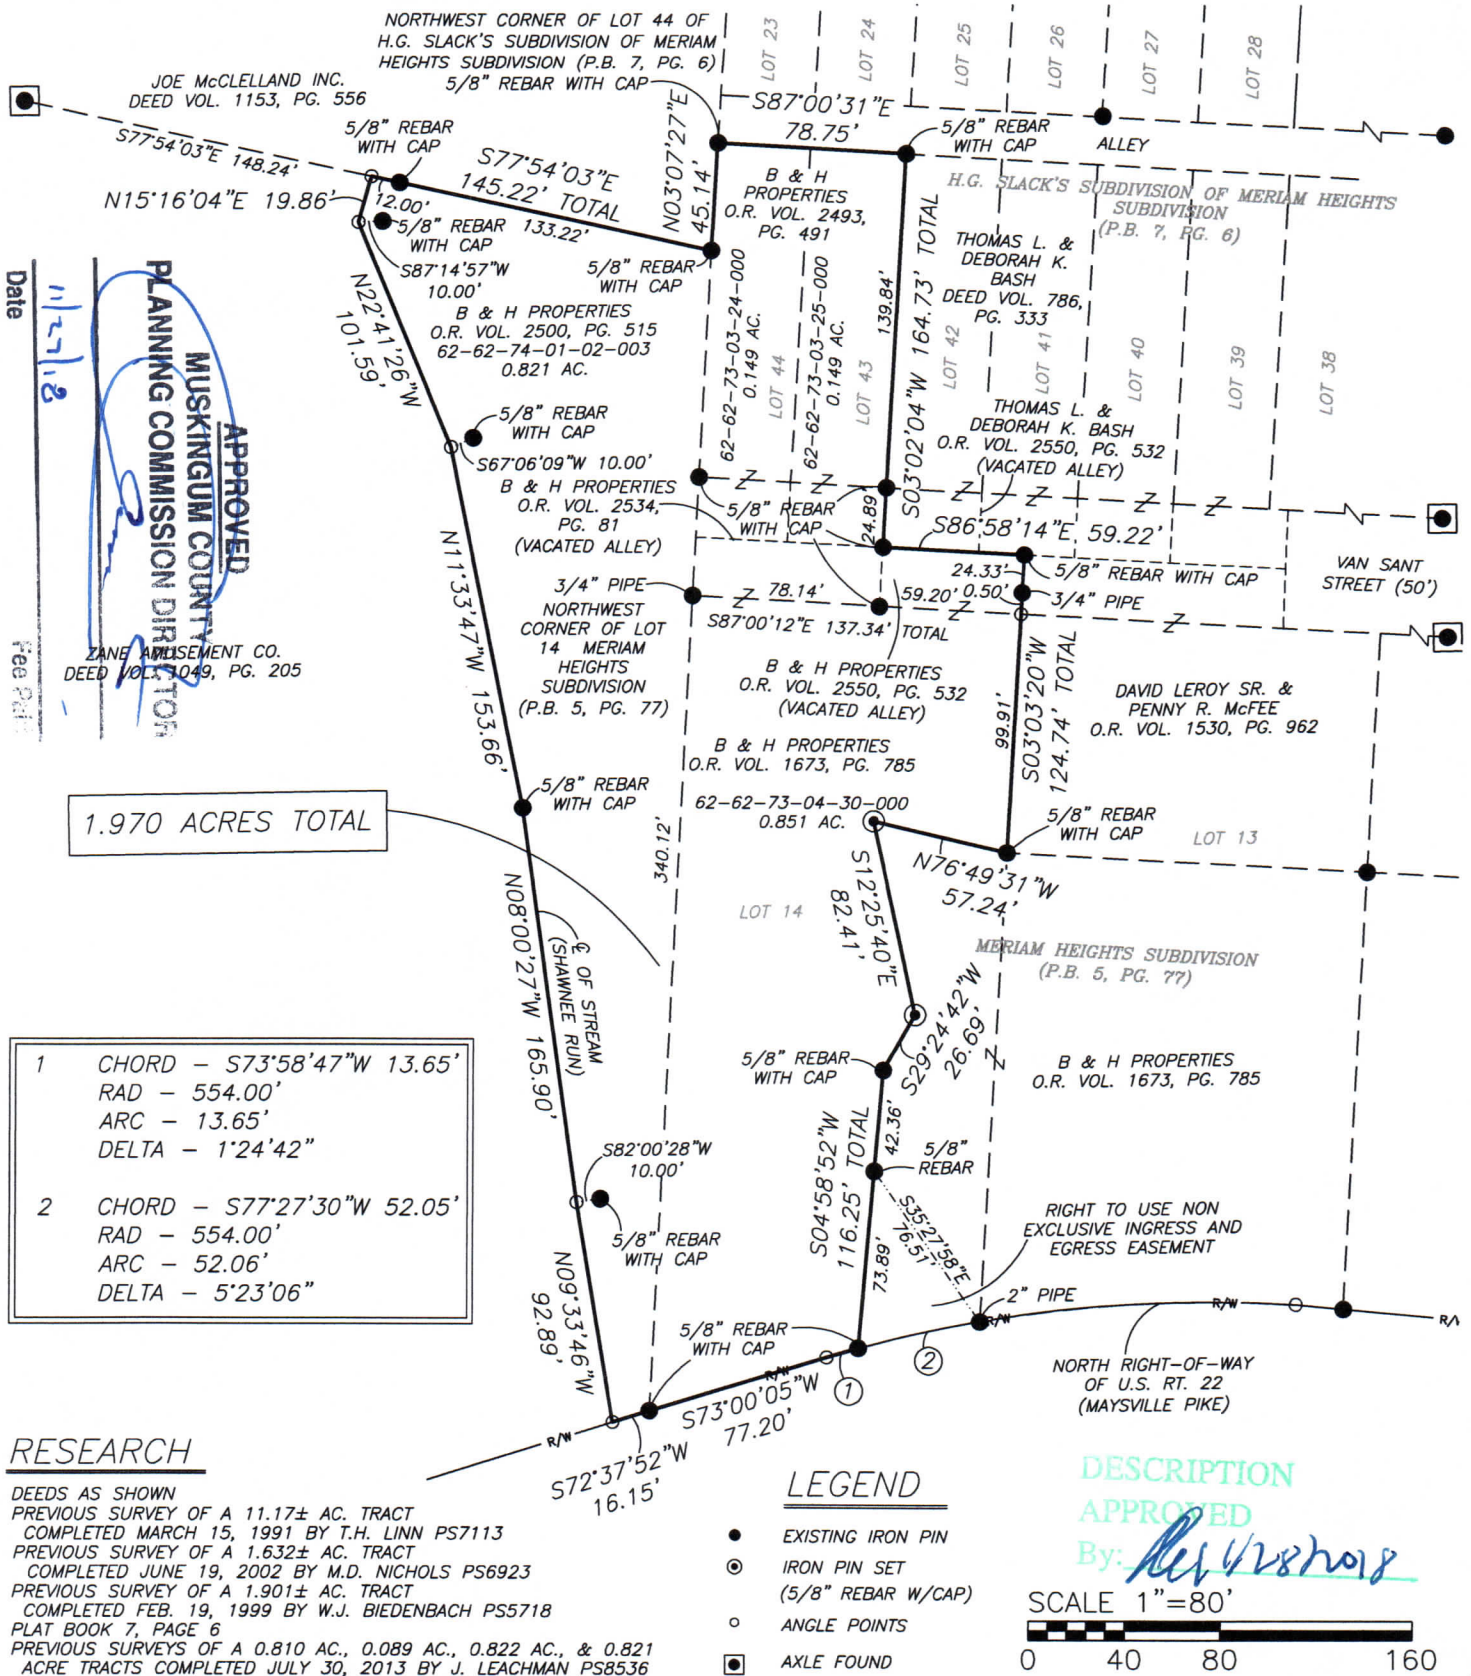 NORTHWEST CORNER OF LOT 44 OF
H.G. SLACK'S SUBDIVISION OF MERIAM
HEIGHTS SUBDIVISION (P.B. 7, PG. 6)
5/8" REBAR WITH CAP
LOT 23
LOT 24
LOT 25
LOT 26
LOT 27
LOT 28
JOE McCLELLAND INC.
DEED VOL. 1153, PG. 556
S77°54'03"E 148.24'
5/8" REBAR
WITH CAP
S77°54'03"E
145.22' TOTAL
N03°07'27"E
45.14'
S87°00'31"E
78.75'
5/8" REBAR
WITH CAP
ALLEY
H.G. SLACK'S SUBDIVISION OF MERIAM HEIGHTS
SUBDIVISION
(P.B. 7, PG. 6)
N15°16'04"E 19.86'
12.00'
5/8" REBAR
WITH CAP
133.22'
S87°14'57"W
10.00'
5/8" REBAR
WITH CAP
B & H
PROPERTIES
O.R. VOL. 2493,
PG. 491
THOMAS L. &
DEBORAH K.
BASH
DEED VOL. 786,
PG. 333
N22°41'26"W
101.59'
B & H PROPERTIES
O.R. VOL. 2500, PG. 515
62-62-74-01-02-003
0.821 AC.
62-62-73-03-24-000
0.149 AC.
LOT 44
62-62-73-03-25-000
0.149 AC.
LOT 43
139.84'
S03°02'04"W 164.73' TOTAL
LOT 42
LOT 41
LOT 40
LOT 39
LOT 38
Date
11/27/18
APPROVED
MUSKINGUM COUNTY
PLANNING COMMISSION DIRECTOR
Fee Paid
5/8" REBAR
WITH CAP
S67°06'09"W 10.00'
THOMAS L. &
DEBORAH K. BASH
O.R. VOL. 2550, PG. 532
(VACATED ALLEY)
B & H PROPERTIES
O.R. VOL. 2534,
PG. 81
(VACATED ALLEY)
5/8" REBAR
WITH CAP
24.89'
S86°58'14"E 59.22'
VAN SANT
STREET (50')
24.33'
5/8" REBAR WITH CAP
3/4" PIPE
78.14'
59.20'
0.50'
3/4" PIPE
S87°00'12"E 137.34' TOTAL
NORTHWEST
CORNER OF LOT
14 MERIAM
HEIGHTS
SUBDIVISION
(P.B. 5, PG. 77)
N11°33'47"W 153.66'
ZANE AMUSEMENT CO.
DEED VOL. 1049, PG. 205
B & H PROPERTIES
O.R. VOL. 2550, PG. 532
(VACATED ALLEY)
99.91'
S03°03'20"W
124.74' TOTAL
DAVID LEROY SR. &
PENNY R. McFEE
O.R. VOL. 1530, PG. 962
B & H PROPERTIES
O.R. VOL. 1673, PG. 785
5/8" REBAR
WITH CAP
62-62-73-04-30-000
0.851 AC.
1.970 ACRES TOTAL
340.12'
5/8" REBAR
WITH CAP
LOT 13
N76°49'31"W
57.24'
S12°25'40"E
82.41'
LOT 14
MERIAM HEIGHTS SUBDIVISION
(P.B. 5, PG. 77)
N08°00'27"W 165.90'
℄ OF STREAM
(SHAWNEE RUN)
S29°24'42"W
26.69'
5/8" REBAR
WITH CAP
B & H PROPERTIES
O.R. VOL. 1673, PG. 785
1 CHORD – S73°58'47"W 13.65'
RAD – 554.00'
ARC – 13.65'
DELTA – 1°24'42"
2 CHORD – S77°27'30"W 52.05'
RAD – 554.00'
ARC – 52.06'
DELTA – 5°23'06"
S04°58'52"W
116.25' TOTAL
42.36'
5/8"
REBAR
S82°00'28"W
10.00'
5/8" REBAR
WITH CAP
73.89'
S35°27'58"E
76.51'
RIGHT TO USE NON
EXCLUSIVE INGRESS AND
EGRESS EASEMENT
N09°33'46"W
92.89'
2" PIPE
R/W
R/W
R/
5/8" REBAR
WITH CAP
R/W
1
2
NORTH RIGHT-OF-WAY
OF U.S. RT. 22
(MAYSVILLE PIKE)
S73°00'05"W
77.20'
R/W
S72°37'52"W
16.15'
RESEARCH
DEEDS AS SHOWN
PREVIOUS SURVEY OF A 11.17± AC. TRACT
COMPLETED MARCH 15, 1991 BY T.H. LINN PS7113
PREVIOUS SURVEY OF A 1.632± AC. TRACT
COMPLETED JUNE 19, 2002 BY M.D. NICHOLS PS6923
PREVIOUS SURVEY OF A 1.901± AC. TRACT
COMPLETED FEB. 19, 1999 BY W.J. BIEDENBACH PS5718
PLAT BOOK 7, PAGE 6
PREVIOUS SURVEYS OF A 0.810 AC., 0.089 AC., 0.822 AC., & 0.821
ACRE TRACTS COMPLETED JULY 30, 2013 BY J. LEACHMAN PS8536
LEGEND
EXISTING IRON PIN
IRON PIN SET
(5/8" REBAR W/CAP)
ANGLE POINTS
AXLE FOUND
DESCRIPTION
APPROVED
By:
SCALE 1"=80'
0 40 80 160